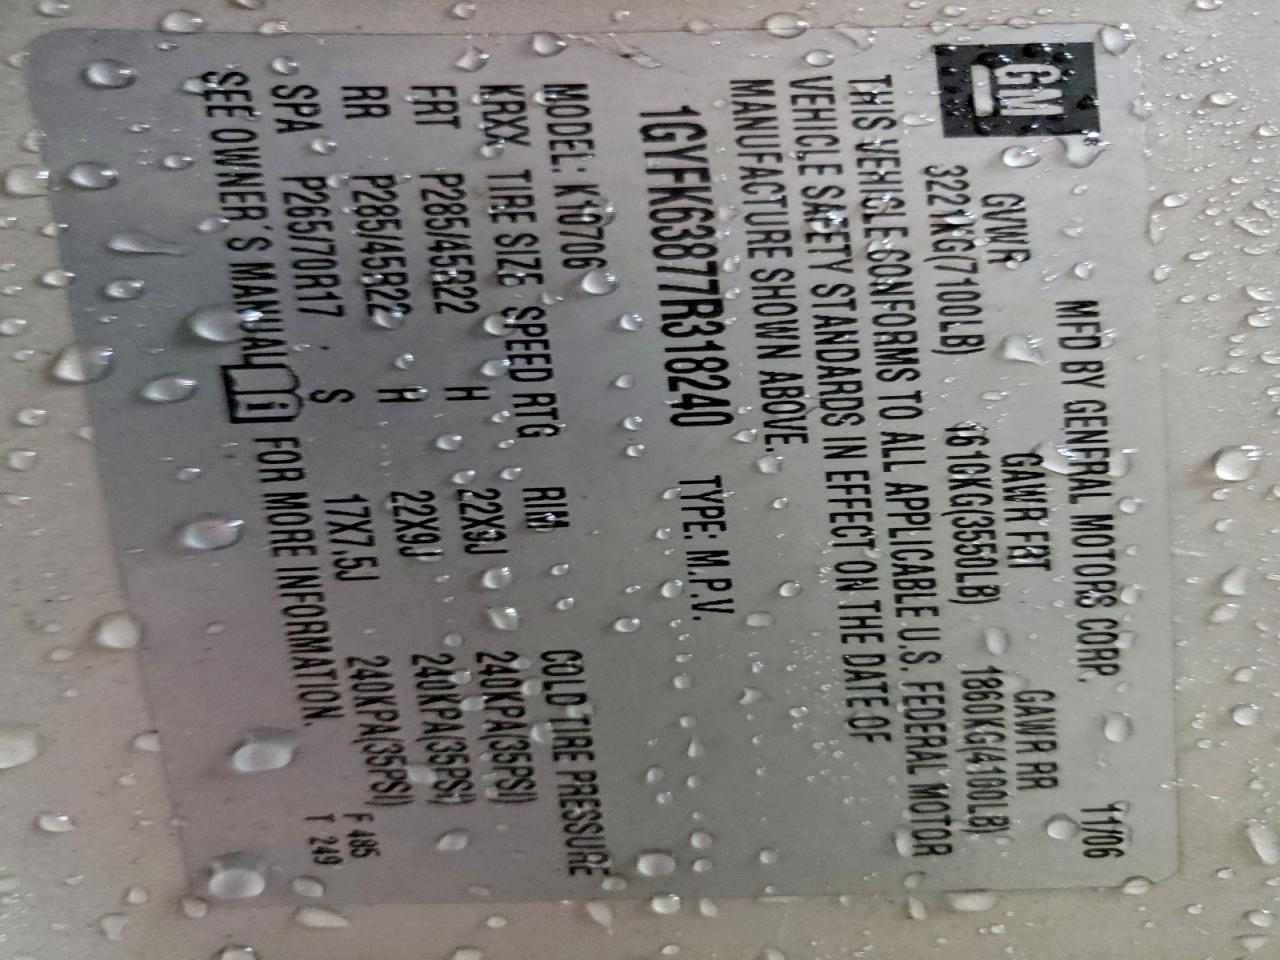 GM
MFD BY GENERAL MOTORS CORP. 11/06
GVWR GAWR FRT GAWR RR
3221KG(7100LB) 1610KG(3550LB) 1860KG(4100LB)
THIS VEHICLE CONFORMS TO ALL APPLICABLE U.S. FEDERAL MOTOR
VEHICLE SAFETY STANDARDS IN EFFECT ON THE DATE OF
MANUFACTURE SHOWN ABOVE.
1GYFK63877R318240 TYPE: M.P.V.
MODEL: K10706
KRXX TIRE SIZE SPEED RTG RIM COLD TIRE PRESSURE
FRT P285/45R22 H 22X9J 240KPA(35PSI)
RR P285/45R22 H 22X9J 240KPA(35PSI)
SPA P265/70R17 S 17X7.5J 240KPA(35PSI)
SEE OWNER'S MANUAL FOR MORE INFORMATION.
F 485
T 249